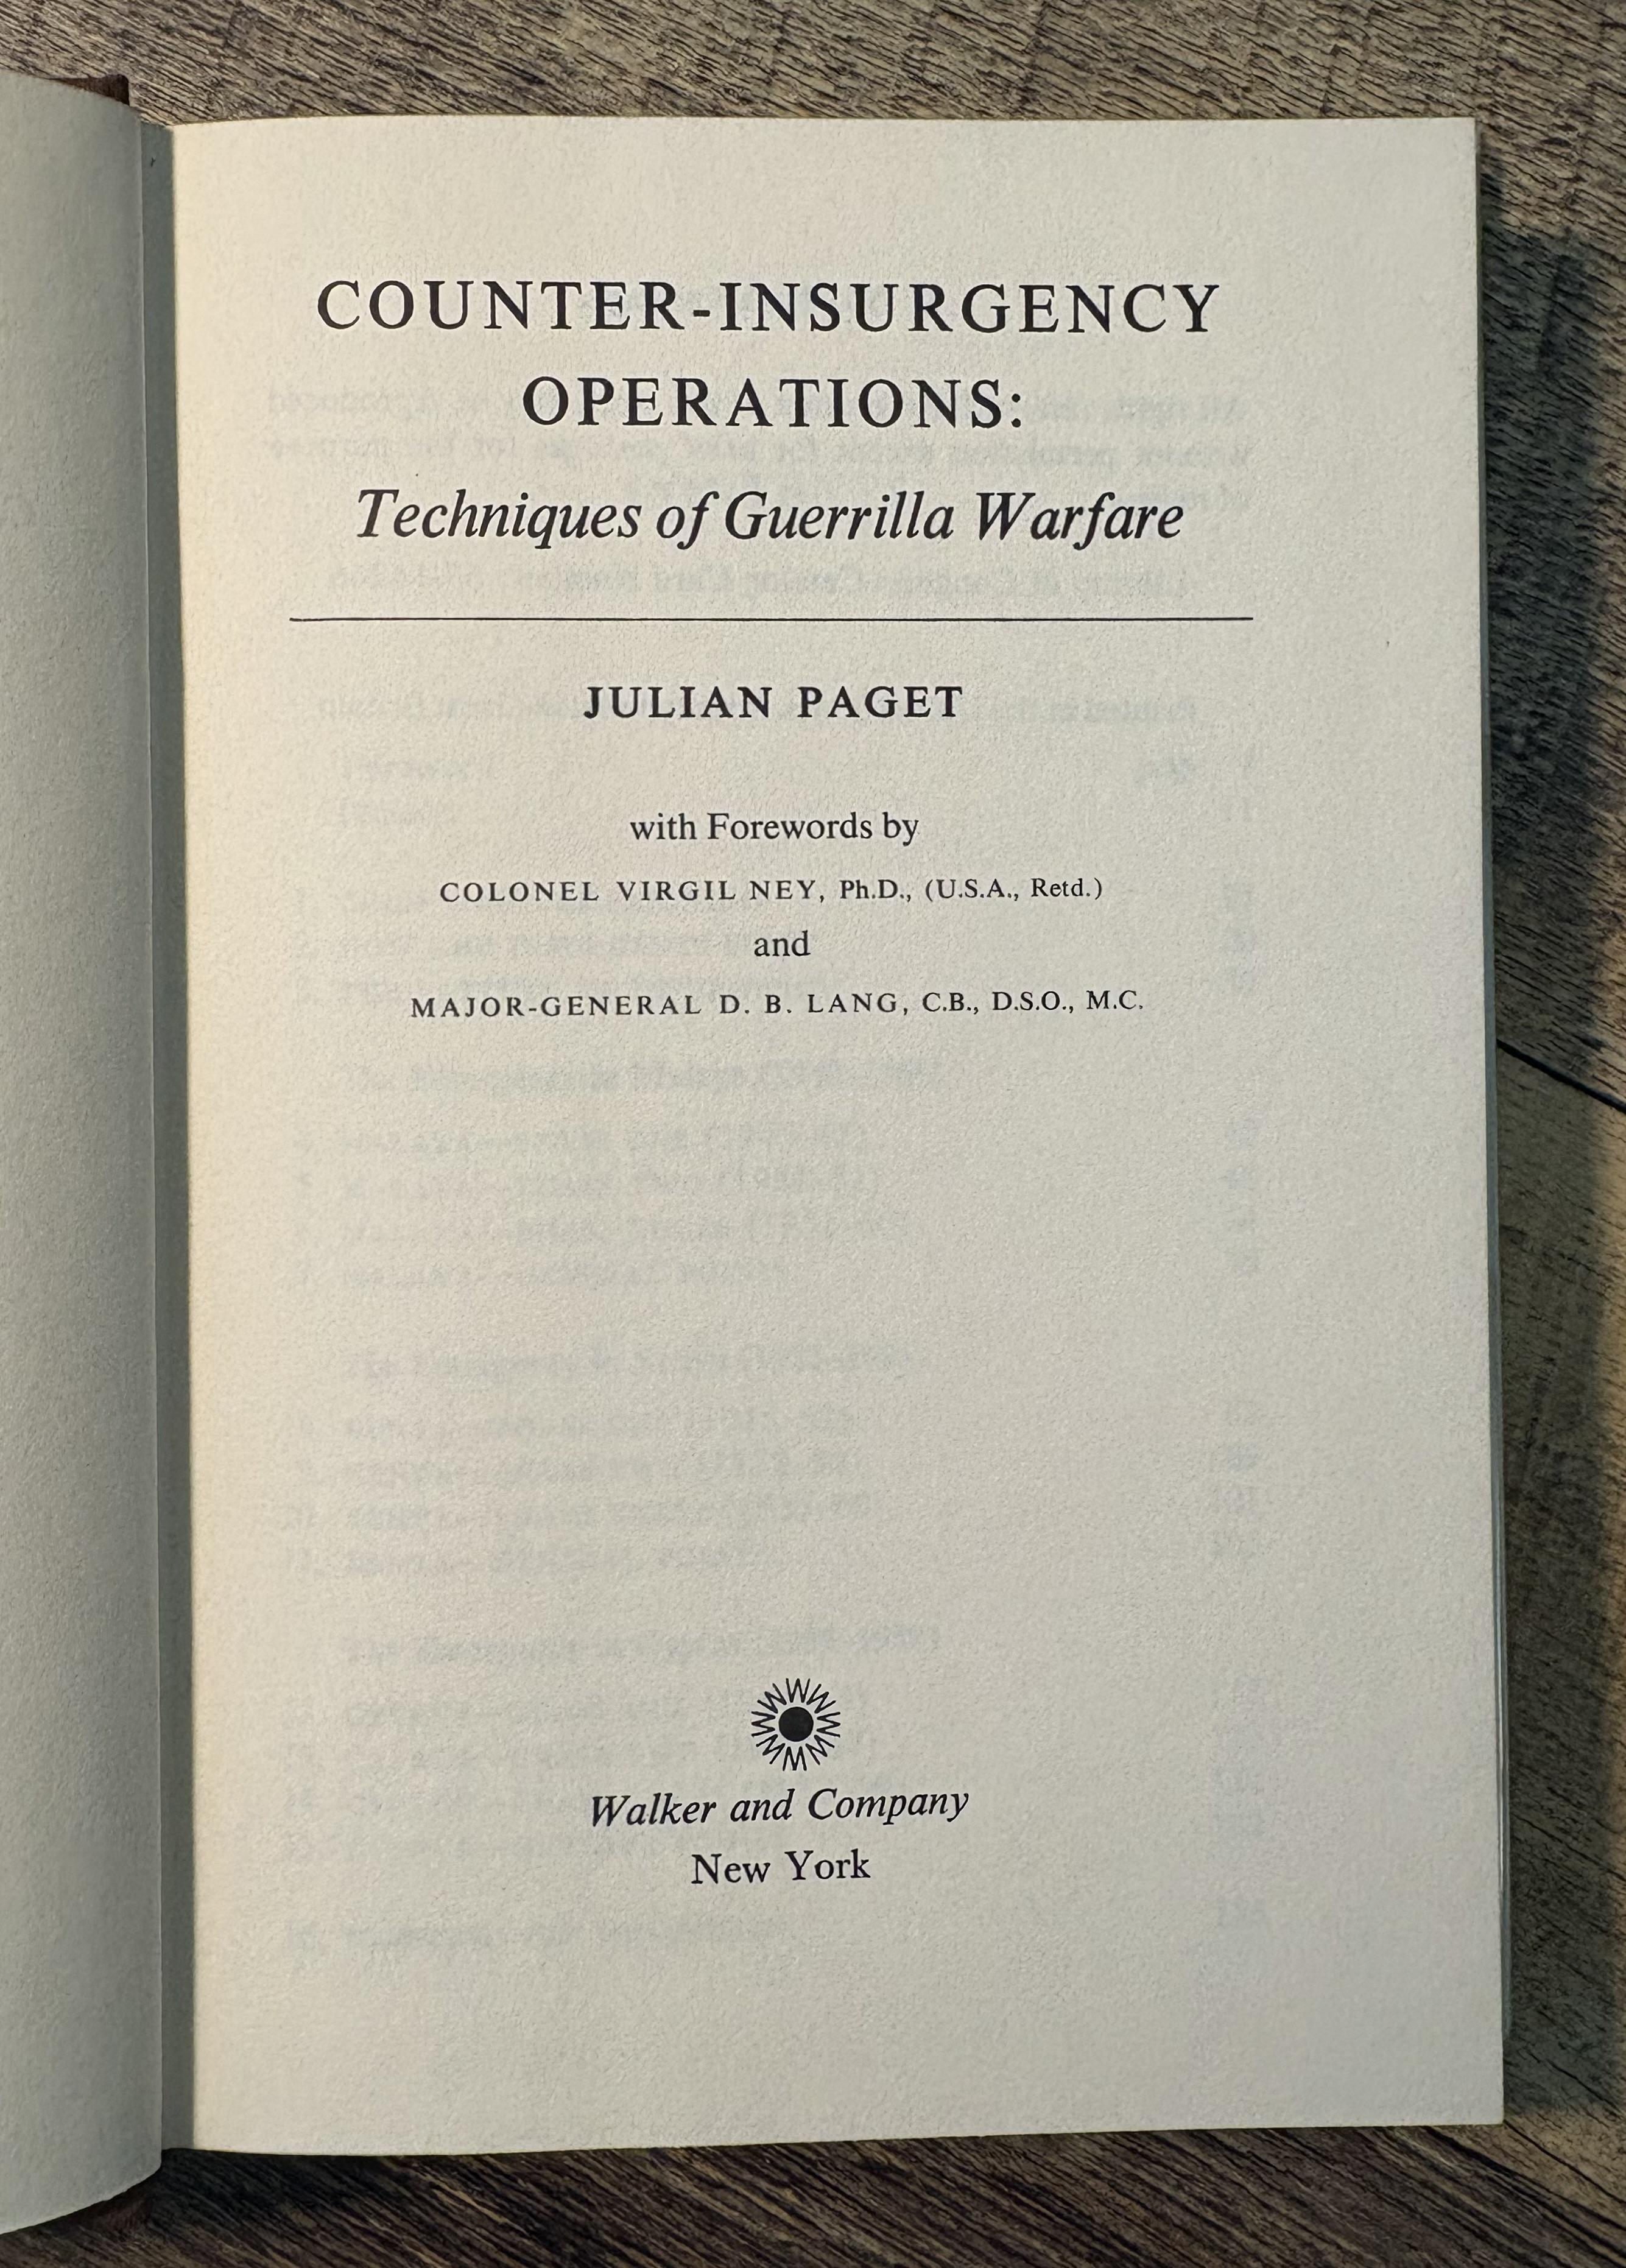 COUNTER-INSURGENCY
OPERATIONS:
Techniques of Guerrilla Warfare
JULIAN PAGET
with Forewords by
COLONEL VIRGIL NEY, Ph.D., (U.S.A., Retd.)
and
MAJOR-GENERAL D. B. LANG, C.B., D.S.O., M.C.
Walker and Company
New York